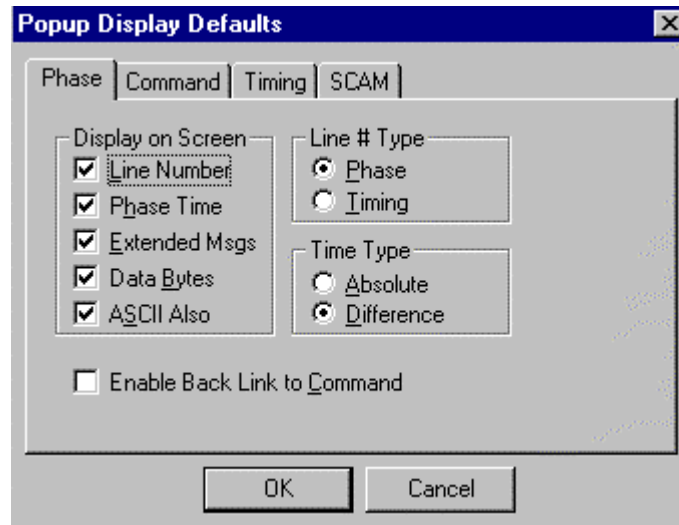 Popup Display Defaults
Phase Command Timing SCAM
Display on Screen
Line Number
Phase Time
Extended Msgs
Data Bytes
ASCII Also
Line # Type
Phase
Timing
Time Type
Absolute
Difference
Enable Back Link to Command
OK Cancel